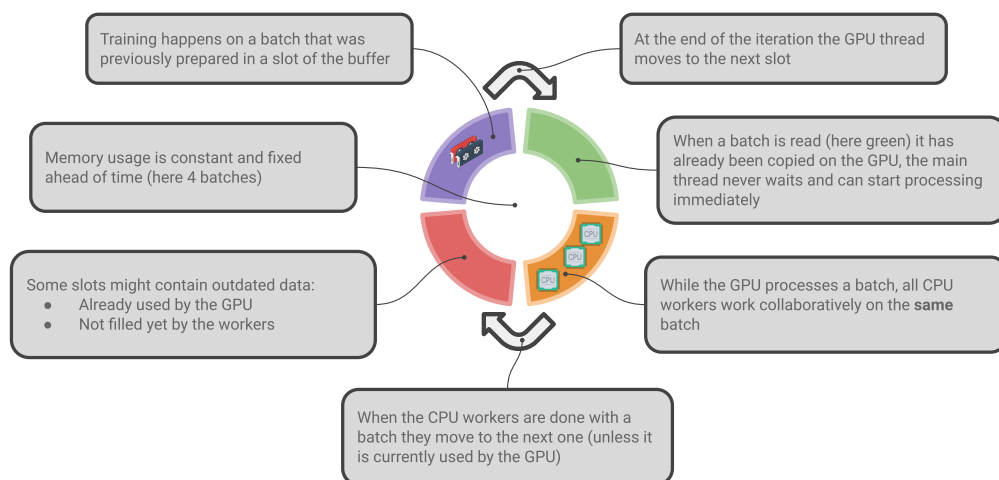 Training happens on a batch that was
previously prepared in a slot of the buffer
At the end of the iteration the GPU thread
moves to the next slot
Memory usage is constant and fixed
ahead of time (here 4 batches)
When a batch is read (here green) it has
already been copied on the GPU, the main
thread never waits and can start processing
immediately
CPU
CPU
CPU
Some slots might contain outdated data:
● Already used by the GPU
● Not filled yet by the workers
While the GPU processes a batch, all CPU
workers work collaboratively on the same
batch
When the CPU workers are done with a
batch they move to the next one (unless it
is currently used by the GPU)